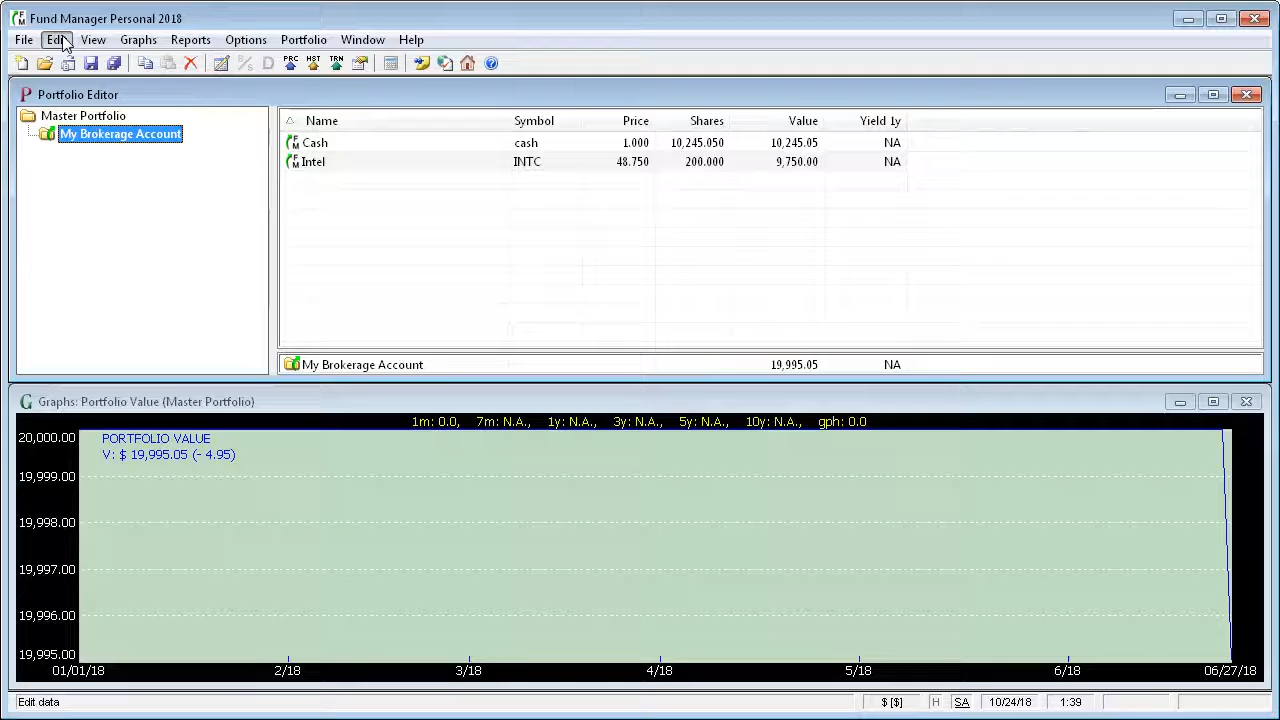 Fund Manager Personal 2018
File Edit View Graphs Reports Options Portfolio Window Help
PRC HST TRN
P Portfolio Editor
Master Portfolio
My Brokerage Account
Name Symbol Price Shares Value Yield 1y
Cash cash 1.000 10,245.050 10,245.05 NA
Intel INTC 48.750 200.000 9,750.00 NA
My Brokerage Account 19,995.05 NA
G Graphs: Portfolio Value (Master Portfolio)
1m: 0.0, 7m: N.A., 1y: N.A., 3y: N.A., 5y: N.A., 10y: N.A., gph: 0.0
20,000.00
PORTFOLIO VALUE
V: $ 19,995.05 (- 4.95)
19,999.00
19,998.00
19,997.00
19,996.00
19,995.00
01/01/18 2/18 3/18 4/18 5/18 6/18 06/27/18
Edit data $ [$] H SA 10/24/18 1:39